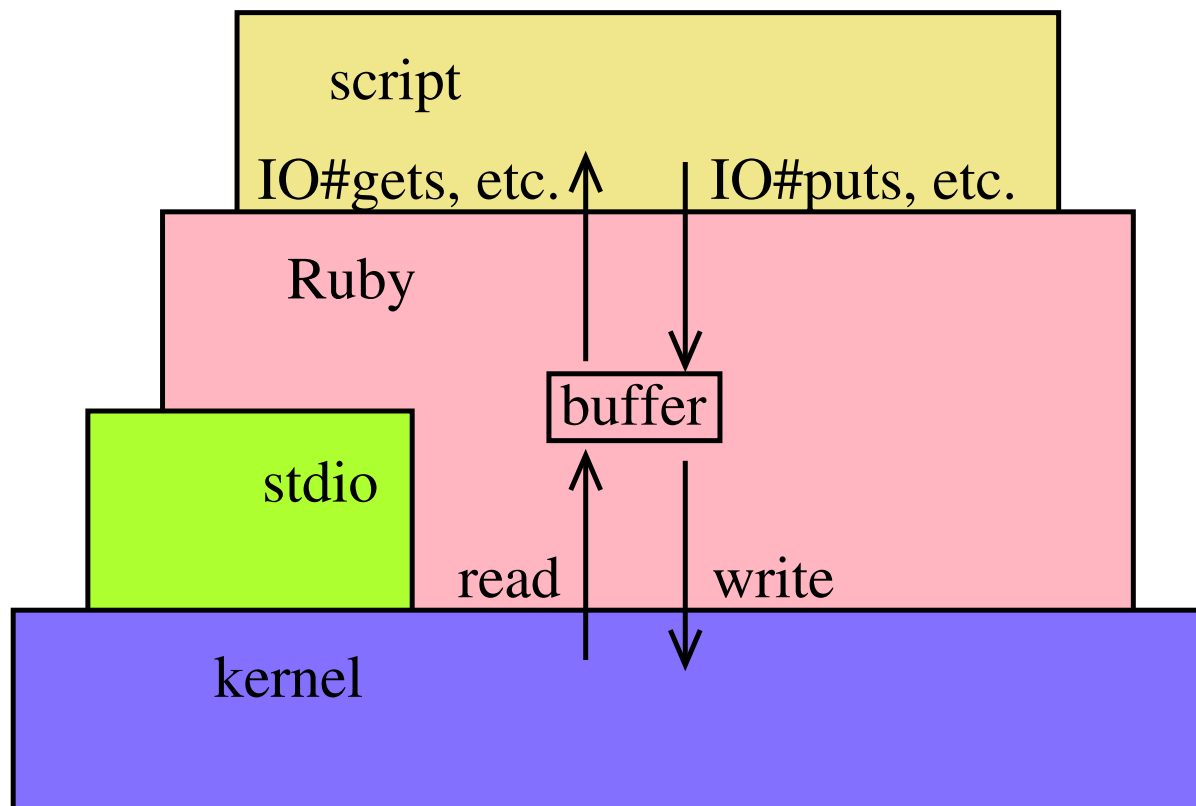 script
IO#gets, etc.
IO#puts, etc.
Ruby
buffer
stdio
read
write
kernel